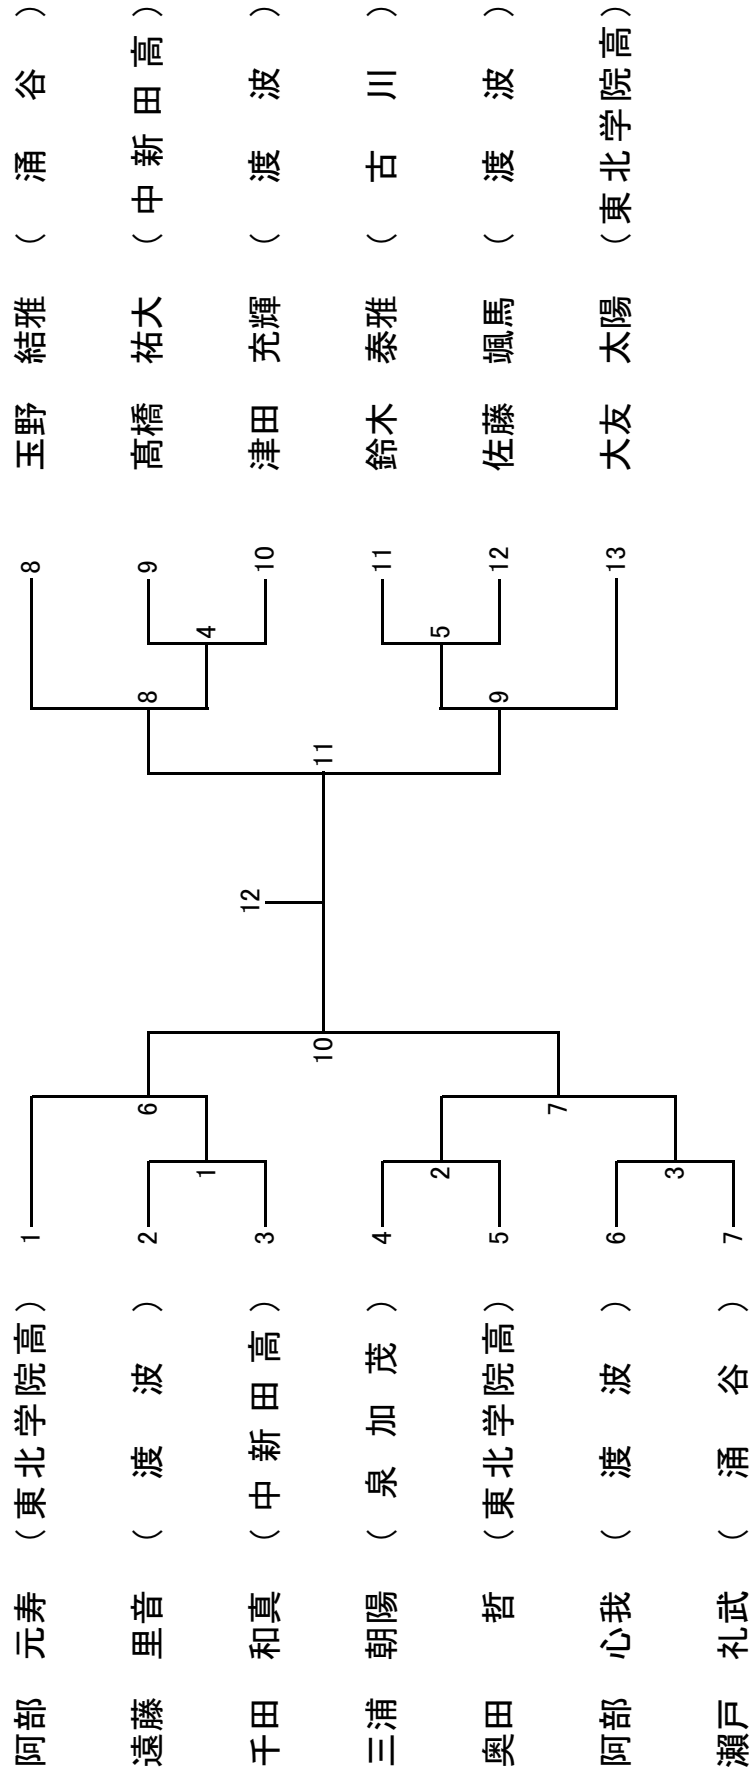 阿部 元寿 (東北学院高) 1
遠藤 里音 (渡波) 2
千田 和真 (中新田高) 3
三浦 朝陽 (泉加茂) 4
奥田 哲 (東北学院高) 5
阿部 心我 (渡波) 6
瀬戸 礼武 (涌谷) 7
1
2
3
6
7
10
12
11
8
9
4
5
8 玉野 結雅 (涌谷)
9 髙橋 祐大 (中新田高)
10 津田 充輝 (渡波)
11 鈴木 泰雅 (古川)
12 佐藤 颯馬 (渡波)
13 大友 太陽 (東北学院高)